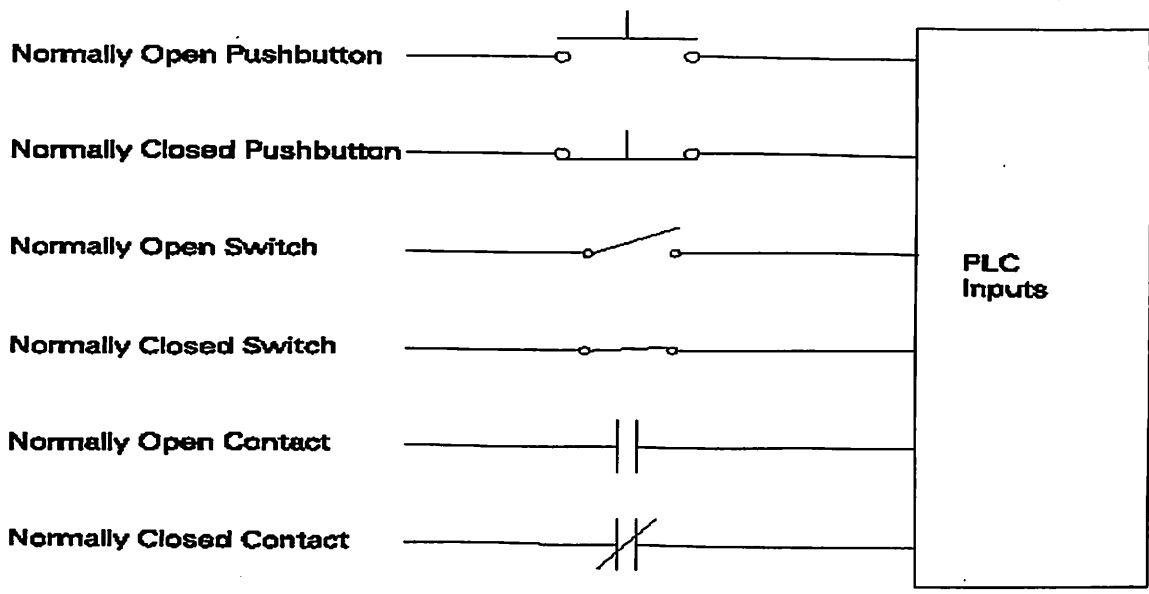 Normally Open Pushbutton
Normally Closed Pushbutton
Normally Open Switch
PLC
Inputs
Normally Closed Switch
Normally Open Contact
Normally Closed Contact